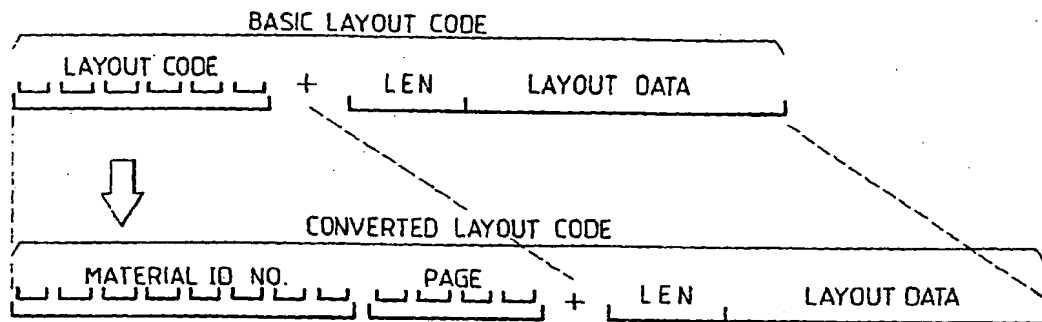 BASIC LAYOUT CODE
LAYOUT CODE + LEN LAYOUT DATA
CONVERTED LAYOUT CODE
MATERIAL ID NO. PAGE + LEN LAYOUT DATA